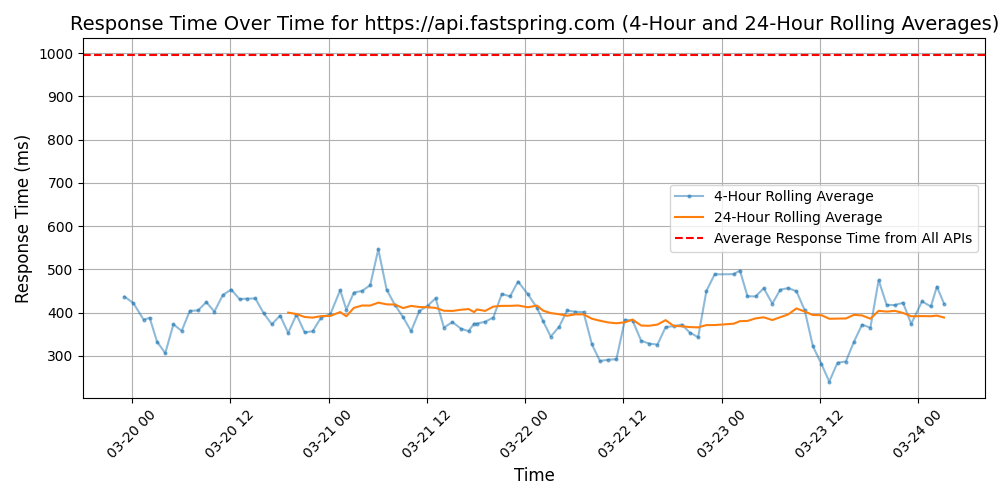 Response Time Over Time for https://api.fastspring.com (4-Hour and 24-Hour Rolling Averages)
Response Time (ms)
1000
900
800
700
600
500
400
300
4-Hour Rolling Average
24-Hour Rolling Average
Average Response Time from All APIs
03-20 00
03-20 12
03-21 00
03-21 12
03-22 00
03-22 12
03-23 00
03-23 12
03-24 00
Time